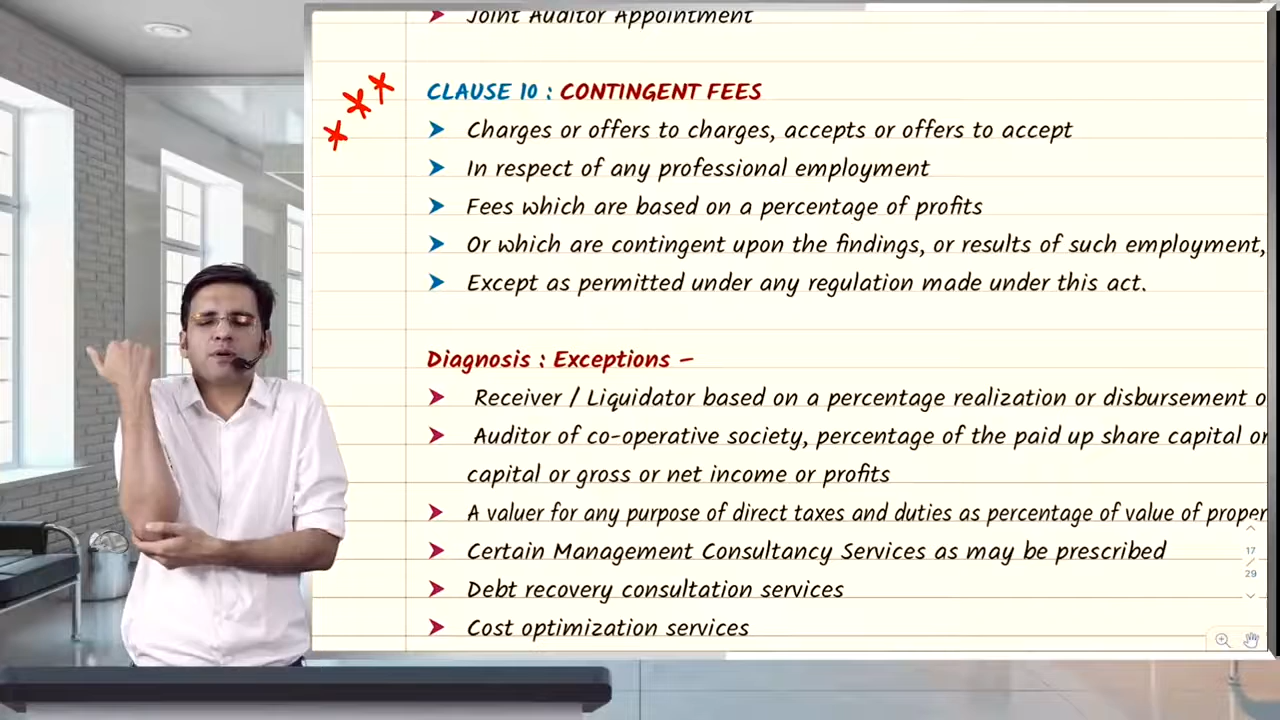 Joint Auditor Appointment
CLAUSE 10 : CONTINGENT FEES
Charges or offers to charges, accepts or offers to accept
In respect of any professional employment
Fees which are based on a percentage of profits
Or which are contingent upon the findings, or results of such employment,
Except as permitted under any regulation made under this act.
Diagnosis : Exceptions –
Receiver / Liquidator based on a percentage realization or disbursement o
Auditor of co-operative society, percentage of the paid up share capital or
capital or gross or net income or profits
A valuer for any purpose of direct taxes and duties as percentage of value of proper
Certain Management Consultancy Services as may be prescribed
Debt recovery consultation services
Cost optimization services
17
/
29